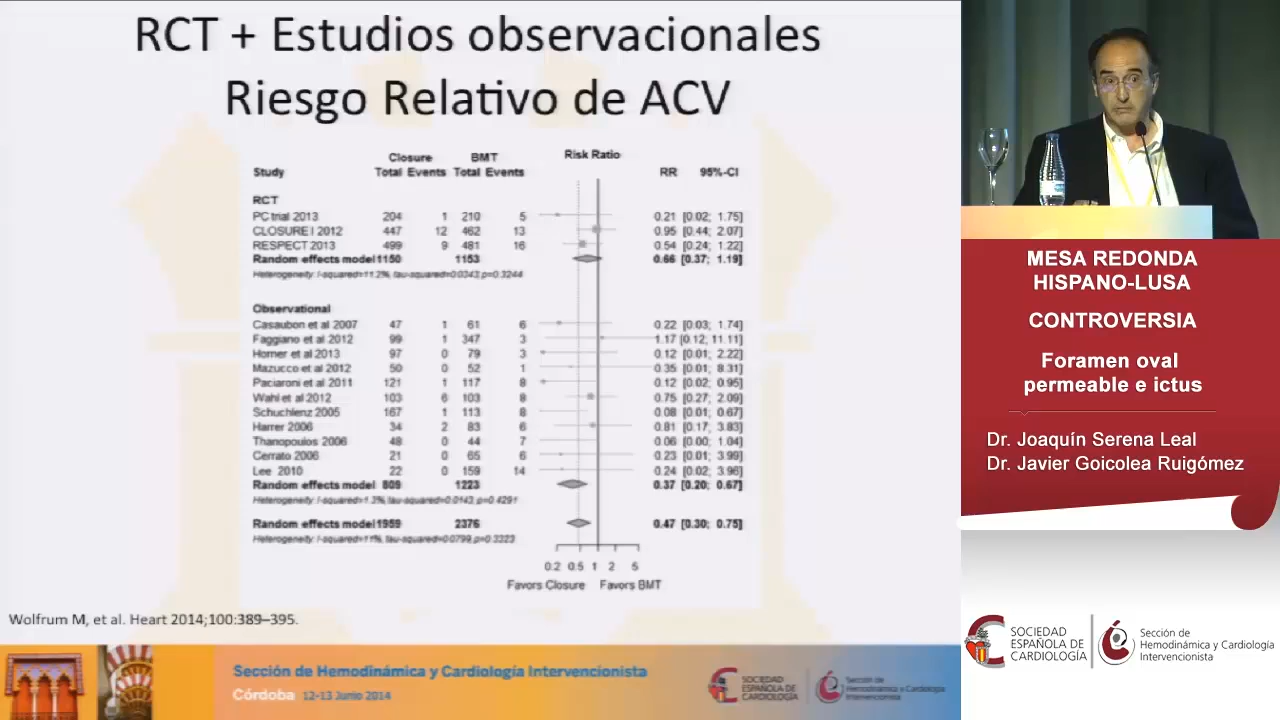 RCT + Estudios observacionales
Riesgo Relativo de ACV
Closure BMT Risk Ratio
Study Total Events Total Events RR 95%-CI
RCT
PC trial 2013 204 1 210 5 0.21 [0.02; 1.75]
CLOSURE I 2012 447 12 462 13 0.95 [0.44; 2.07]
RESPECT 2013 499 9 481 16 0.54 [0.24; 1.22]
Random effects model 1150 1153 0.66 [0.37; 1.19]
Heterogeneity: I-squared=11.2%, tau-squared=0.0343, p=0.3244
Observational
Casaubon et al 2007 47 1 61 6 0.22 [0.03; 1.74]
Faggiano et al 2012 99 1 347 3 1.17 [0.12; 11.11]
Horner et al 2013 97 0 79 3 0.12 [0.01; 2.22]
Mazucco et al 2012 50 0 52 1 0.35 [0.01; 8.31]
Paciaroni et al 2011 121 1 117 8 0.12 [0.02; 0.95]
Wahl et al 2012 103 6 103 8 0.75 [0.27; 2.09]
Schuchlenz 2005 167 1 113 8 0.08 [0.01; 0.67]
Harrer 2006 34 2 83 6 0.81 [0.17; 3.83]
Thanopoulos 2006 48 0 44 7 0.06 [0.00; 1.04]
Cerrato 2006 21 0 65 6 0.23 [0.01; 3.99]
Lee 2010 22 0 159 14 0.24 [0.02; 3.96]
Random effects model 809 1223 0.37 [0.20; 0.67]
Heterogeneity: I-squared=1.3%, tau-squared=0.0143, p=0.4291
Random effects model 1959 2376 0.47 [0.30; 0.75]
Heterogeneity: I-squared=11%, tau-squared=0.0799, p=0.3323
0.2 0.5 1 2 5
Favors Closure Favors BMT
Wolfrum M, et al. Heart 2014;100:389–395.
Sección de Hemodinámica y Cardiología Intervencionista
Córdoba 12-13 Junio 2014
SOCIEDAD
ESPAÑOLA DE
CARDIOLOGÍA
Sección de
Hemodinámica y Cardiología
Intervencionista
MESA REDONDA
HISPANO-LUSA
CONTROVERSIA
Foramen oval
permeable e ictus
Dr. Joaquín Serena Leal
Dr. Javier Goicolea Ruigómez
SOCIEDAD
ESPAÑOLA DE
CARDIOLOGÍA
Sección de
Hemodinámica y Cardiología
Intervencionista